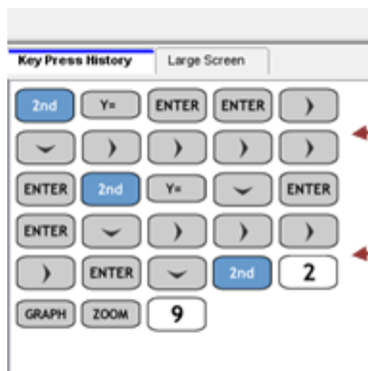 Key Press History Large Screen
2nd Y= ENTER ENTER
ENTER 2nd Y= ENTER
ENTER
ENTER 2nd 2
GRAPH ZOOM 9